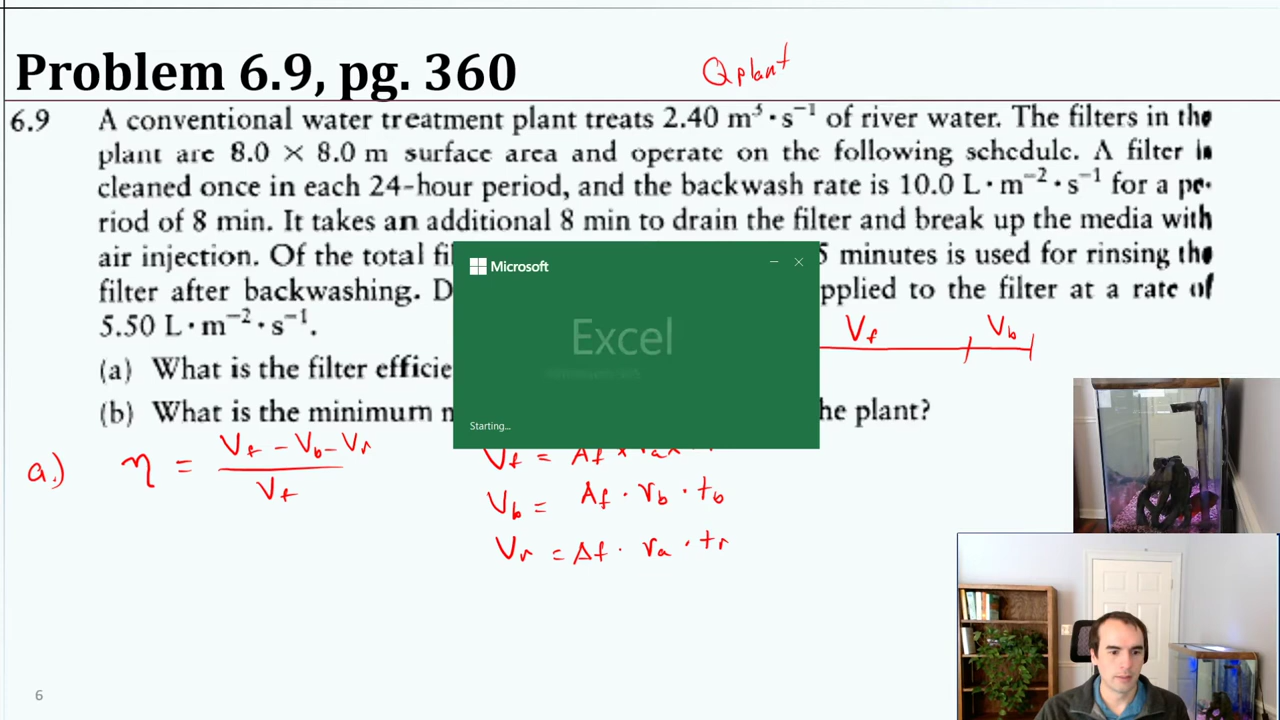 Problem 6.9, pg. 360
Qplant
6.9 A conventional water treatment plant treats 2.40 m³·s⁻¹ of river water. The filters in the
plant are 8.0 × 8.0 m surface area and operate on the following schedule. A filter is
cleaned once in each 24-hour period, and the backwash rate is 10.0 L·m⁻²·s⁻¹ for a pe-
riod of 8 min. It takes an additional 8 min to drain the filter and break up the media with
air injection. Of the total fil 5 minutes is used for rinsing the
filter after backwashing. D pplied to the filter at a rate of
5.50 L·m⁻²·s⁻¹.
Vf Vb
(a) What is the filter efficie
(b) What is the minimum n he plant?
Microsoft
Excel
Starting...
a.) η = Vf - Vb - Vr
Vf
Vf = Af × ra ×
Vb = Af · rb · tb
Vr = Af · ra · tr
6